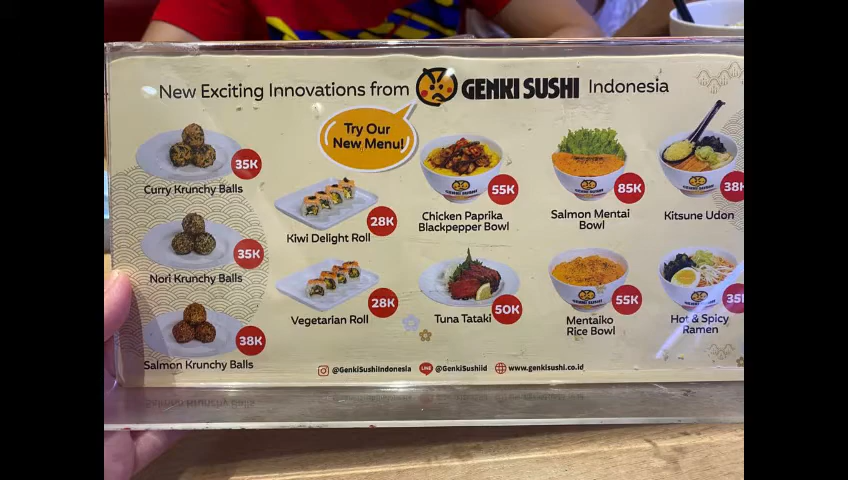 New Exciting Innovations from GENKI SUSHI Indonesia
Try Our
New Menu!
35K
Curry Krunchy Balls
35K
Nori Krunchy Balls
38K
Salmon Krunchy Balls
28K
Kiwi Delight Roll
28K
Vegetarian Roll
55K
Chicken Paprika
Blackpepper Bowl
50K
Tuna Tataki
85K
Salmon Mentai
Bowl
55K
Mentaiko
Rice Bowl
38K
Kitsune Udon
35K
Hot & Spicy
Ramen
@GenkiSushiIndonesia LINE @GenkiSushiid www.genkisushi.co.id